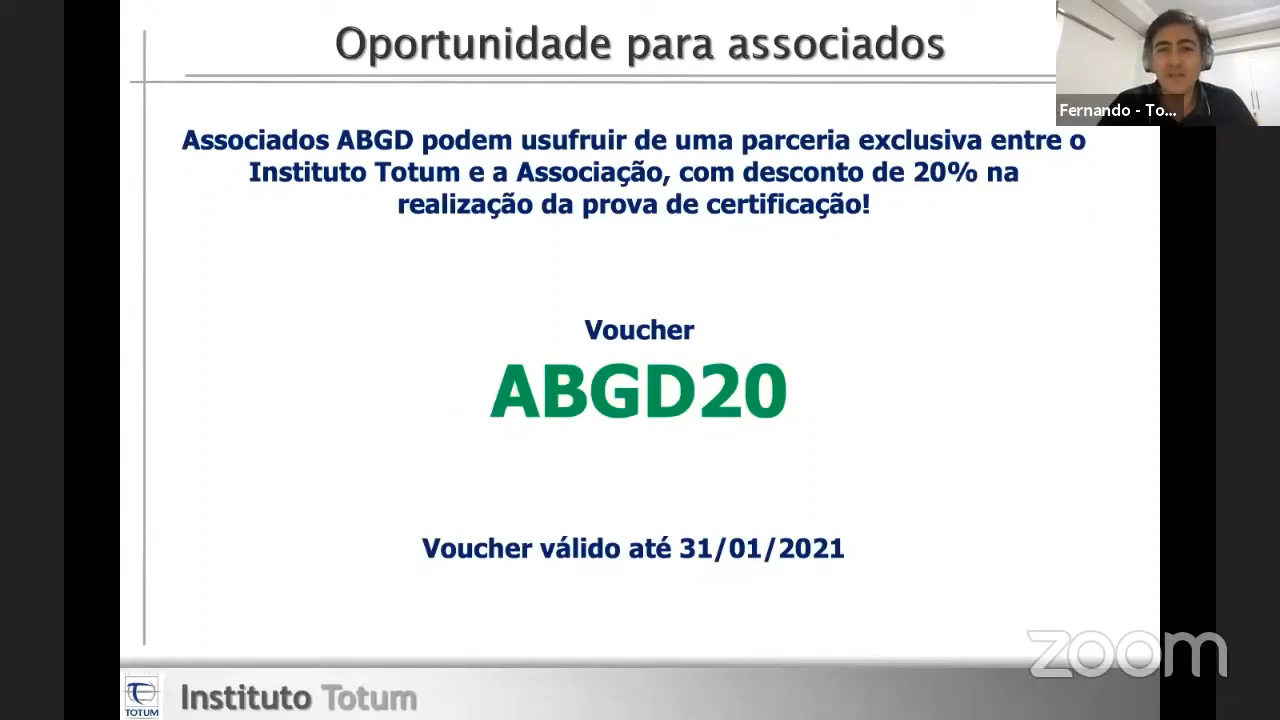 Oportunidade para associados
Fernando - To...
Associados ABGD podem usufruir de uma parceria exclusiva entre o
Instituto Totum e a Associação, com desconto de 20% na
realização da prova de certificação!
Voucher
ABGD20
Voucher válido até 31/01/2021
zoom
TOTUM
Instituto Totum